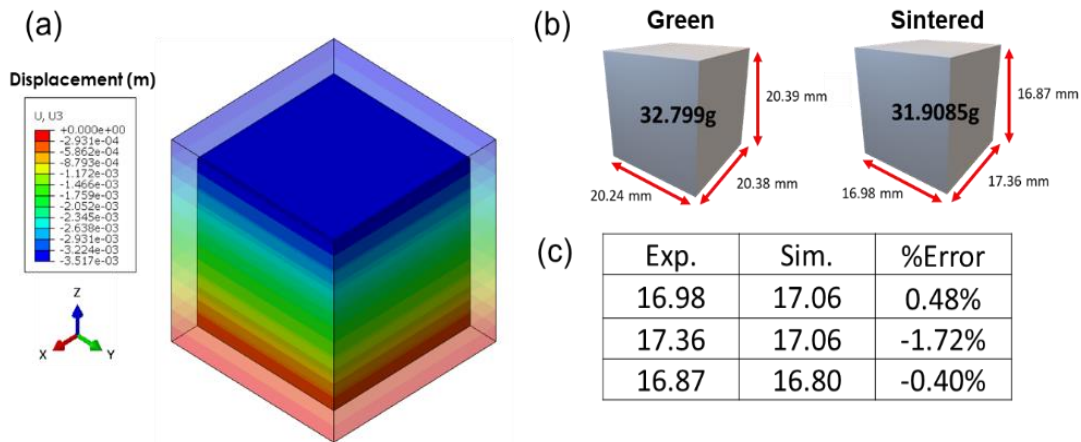 (a)
Displacement (m)
U, U3
+0.000e+00
-2.931e-04
-5.862e-04
-8.793e-04
-1.172e-03
-1.466e-03
-1.759e-03
-2.052e-03
-2.345e-03
-2.638e-03
-2.931e-03
-3.224e-03
-3.517e-03
Z
X
Y
(b)
Green
Sintered
32.799g
20.39 mm
20.24 mm
20.38 mm
31.9085g
16.87 mm
16.98 mm
17.36 mm
(c)
Exp. Sim. %Error
16.98 17.06 0.48%
17.36 17.06 -1.72%
16.87 16.80 -0.40%